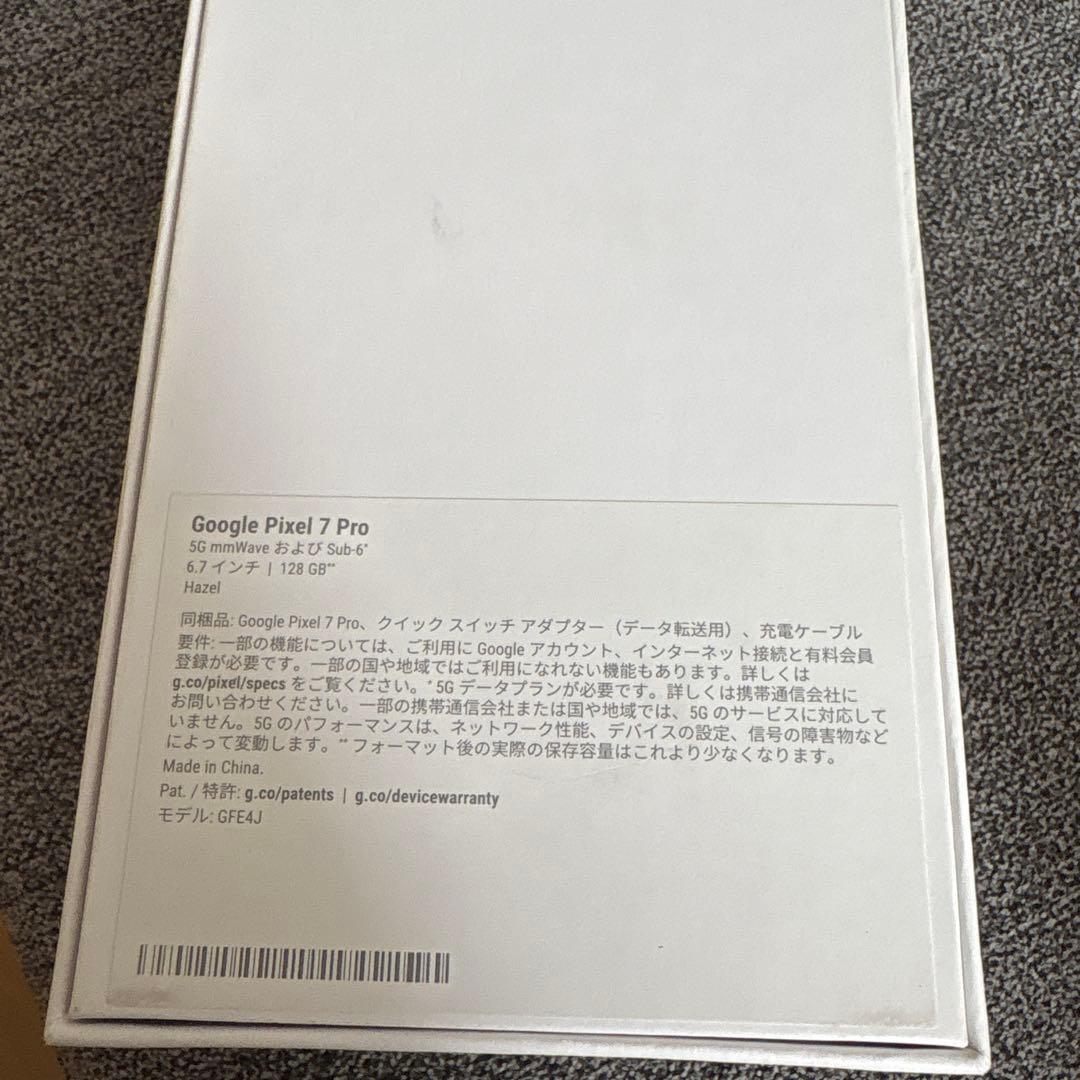 Google Pixel 7 Pro
5G mmWave および Sub-6*
6.7 インチ | 128 GB**
Hazel
同梱品: Google Pixel 7 Pro、クイック スイッチ アダプター（データ転送用）、充電ケーブル
要件: 一部の機能については、ご利用に Google アカウント、インターネット接続と有料会員
登録が必要です。一部の国や地域ではご利用になれない機能もあります。詳しくは
g.co/pixel/specs をご覧ください。*5G データプランが必要です。詳しくは携帯通信会社に
お問い合わせください。一部の携帯通信会社または国や地域では、5G のサービスに対応して
いません。5G のパフォーマンスは、ネットワーク性能、デバイスの設定、信号の障害物など
によって変動します。**フォーマット後の実際の保存容量はこれより少なくなります。
Made in China.
Pat. / 特許: g.co/patents | g.co/devicewarranty
モデル: GFE4J